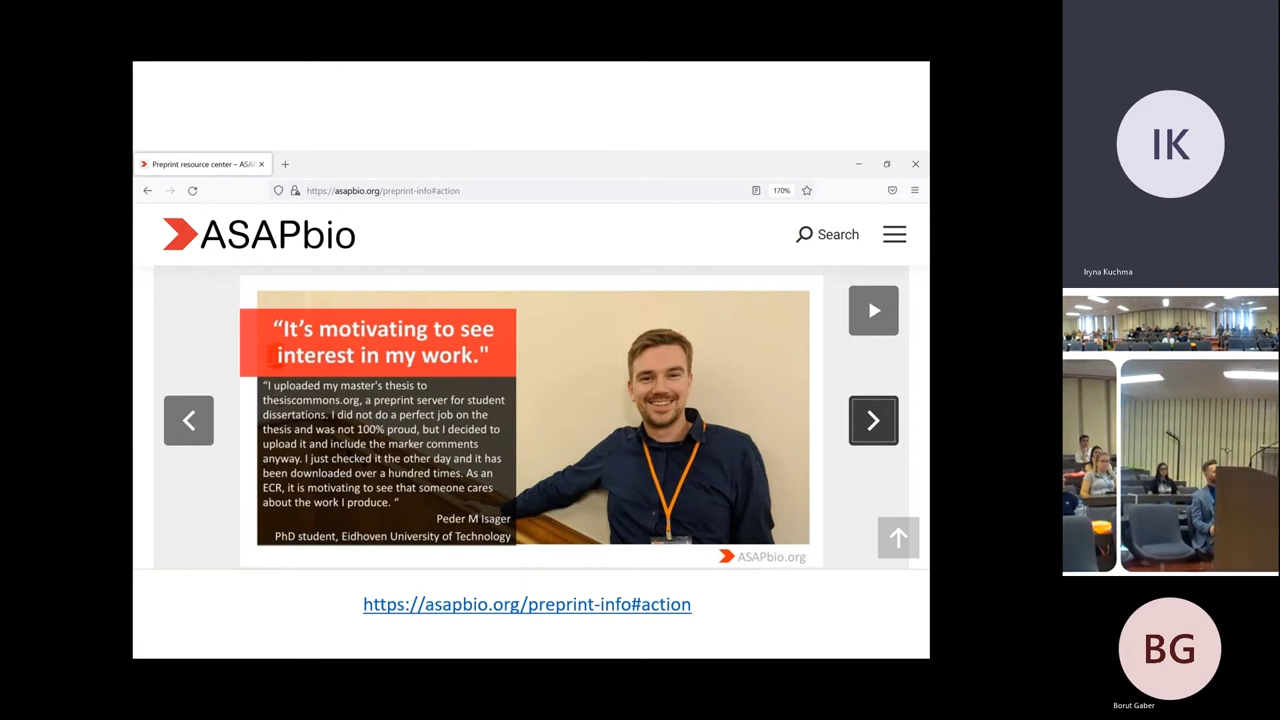 Preprint resource center – ASA
https://asapbio.org/preprint-info#action
170%
ASAPbio
Search
“It’s motivating to see
interest in my work."
“I uploaded my master's thesis to
thesiscommons.org, a preprint server for student
dissertations. I did not do a perfect job on the
thesis and was not 100% proud, but I decided to
upload it and include the marker comments
anyway. I just checked it the other day and it has
been downloaded over a hundred times. As an
ECR, it is motivating to see that someone cares
about the work I produce. “
Peder M Isager
PhD student, Eidhoven University of Technology
ASAPbio.org
https://asapbio.org/preprint-info#action
IK
Iryna Kuchma
BG
Borut Gaber